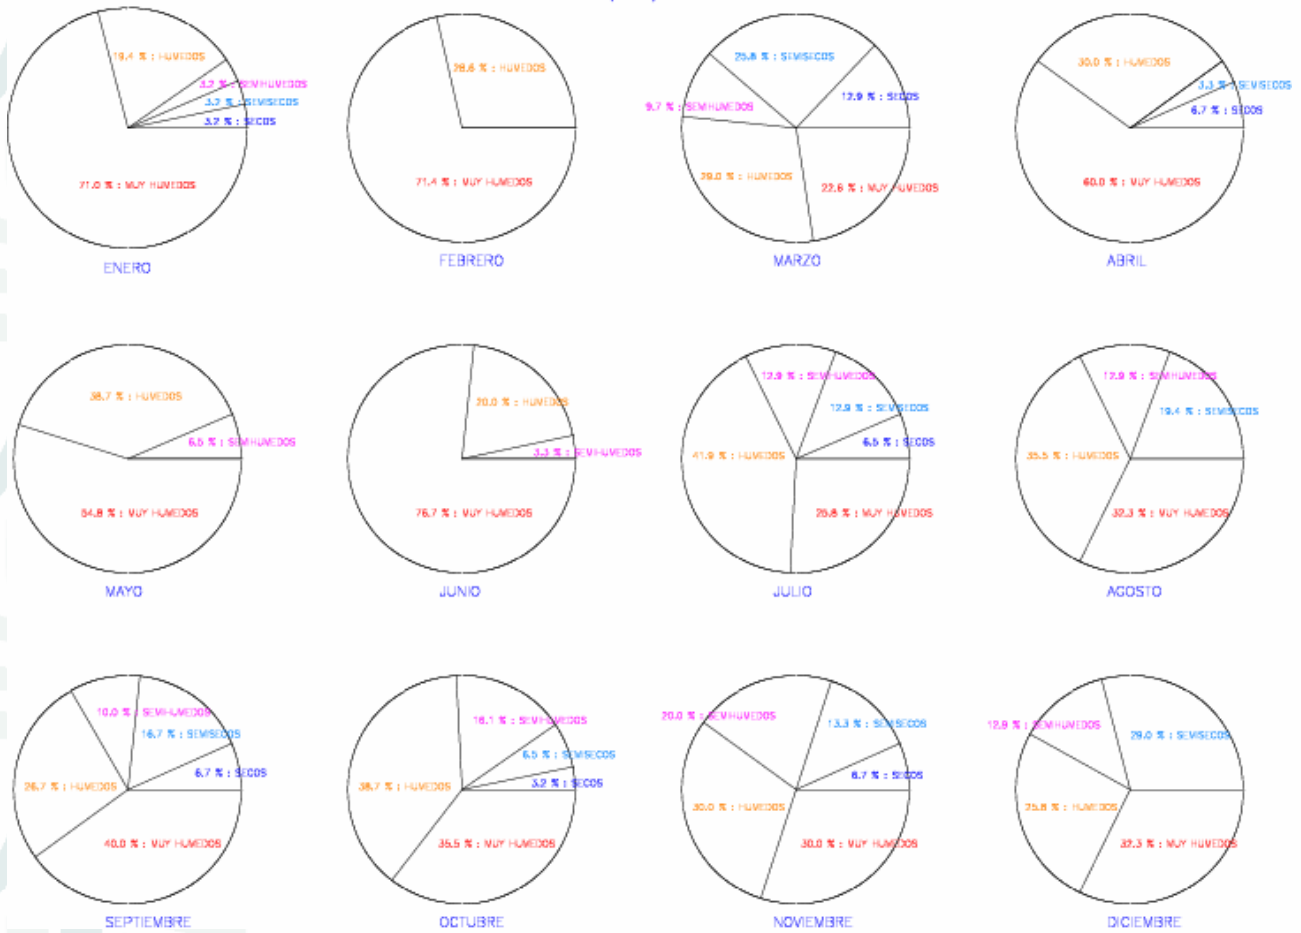 19.4 % : HUMEDOS
3.2 % : SEMIHUMEDOS
3.2 % : SEMISECOS
3.2 % : SECOS
71.0 % : MUY HUMEDOS
ENERO
28.6 % : HUMEDOS
71.4 % : MUY HUMEDOS
FEBRERO
25.8 % : SEMISECOS
12.9 % : SECOS
9.7 % : SEMIHUMEDOS
29.0 % : HUMEDOS
22.6 % : MUY HUMEDOS
MARZO
30.0 % : HUMEDOS
3.3 % : SEMISECOS
6.7 % : SECOS
60.0 % : MUY HUMEDOS
ABRIL
38.7 % : HUMEDOS
6.5 % : SEMIHUMEDOS
54.8 % : MUY HUMEDOS
MAYO
20.0 % : HUMEDOS
3.3 % : SEMIHUMEDOS
76.7 % : MUY HUMEDOS
JUNIO
12.9 % : SEMIHUMEDOS
12.9 % : SEMISECOS
6.5 % : SECOS
41.9 % : HUMEDOS
25.8 % : MUY HUMEDOS
JULIO
12.9 % : SEMIHUMEDOS
19.4 % : SEMISECOS
35.5 % : HUMEDOS
32.3 % : MUY HUMEDOS
AGOSTO
10.0 % : SEMIHUMEDOS
16.7 % : SEMISECOS
6.7 % : SECOS
26.7 % : HUMEDOS
40.0 % : MUY HUMEDOS
SEPTIEMBRE
16.1 % : SEMIHUMEDOS
6.5 % : SEMISECOS
3.2 % : SECOS
38.7 % : HUMEDOS
35.5 % : MUY HUMEDOS
OCTUBRE
20.0 % : SEMIHUMEDOS
13.3 % : SEMISECOS
6.7 % : SECOS
30.0 % : HUMEDOS
30.0 % : MUY HUMEDOS
NOVIEMBRE
12.9 % : SEMIHUMEDOS
29.0 % : SEMISECOS
25.8 % : HUMEDOS
32.3 % : MUY HUMEDOS
DICIEMBRE